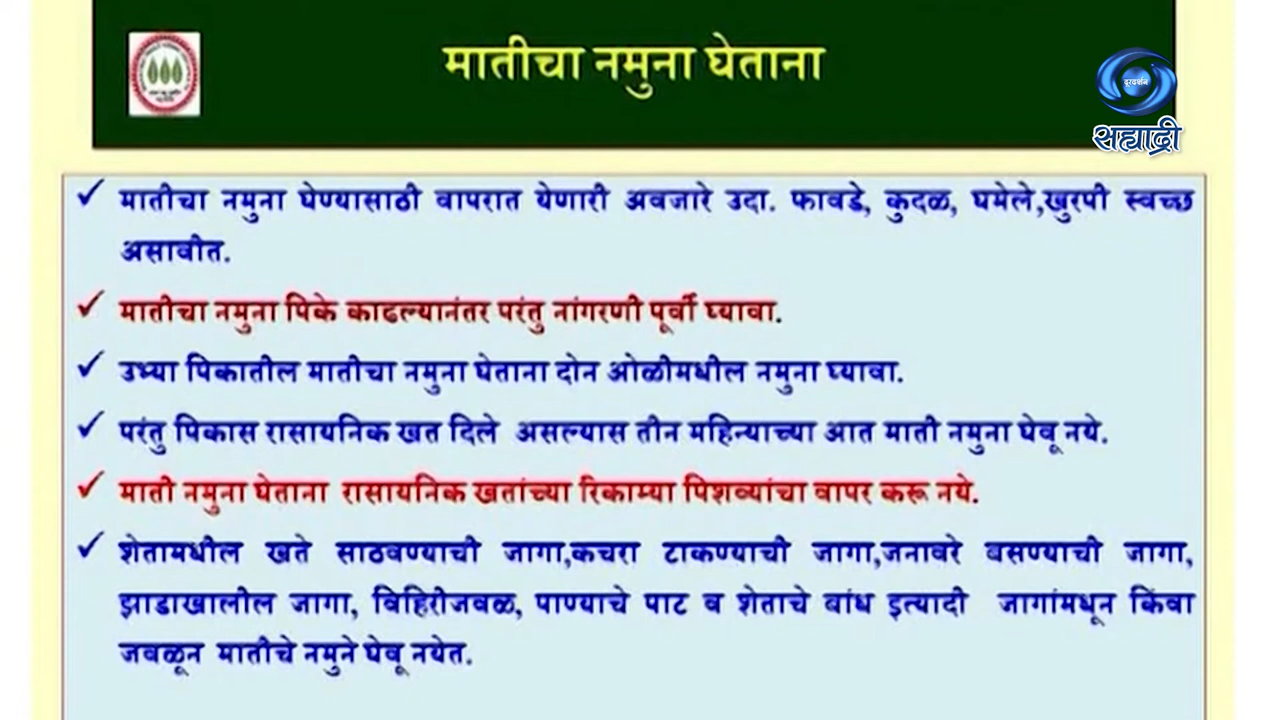 मातीचा नमुना घेताना
दूरदर्शन
सह्याद्री
✓ मातीचा नमुना घेण्यासाठी वापरात येणारी अवजारे उदा. फावडे, कुदळ, घमेले,खुरपी स्वच्छ
असावीत.
✓ मातीचा नमुना पिके काढल्यानंतर परंतु नांगरणी पूर्वी घ्यावा.
✓ उभ्या पिकातील मातीचा नमुना घेताना दोन ओळीमधील नमुना घ्यावा.
✓ परंतु पिकास रासायनिक खत दिले असल्यास तीन महिन्याच्या आत माती नमुना घेवू नये.
✓ माती नमुना घेताना रासायनिक खतांच्या रिकाम्या पिशव्यांचा वापर करू नये.
✓ शेतामधील खते साठवण्याची जागा,कचरा टाकण्याची जागा,जनावरे बसण्याची जागा,
झाडाखालील जागा, विहिरीजवळ, पाण्याचे पाट व शेताचे बांध इत्यादी जागांमधून किंवा
जवळून मातीचे नमुने घेवू नयेत.